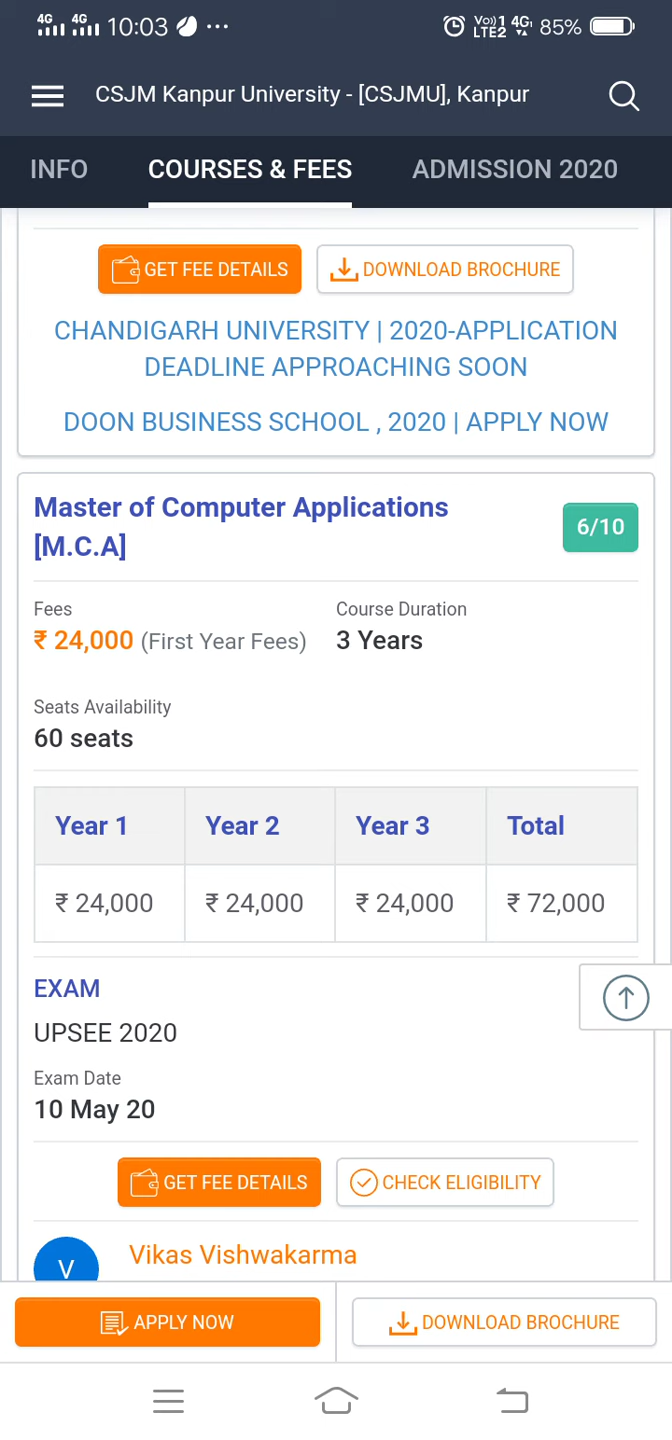 4G 4G 10:03 ... Vo))1 4G LTE2 85%
CSJM Kanpur University - [CSJMU], Kanpur
INFO COURSES & FEES ADMISSION 2020
GET FEE DETAILS DOWNLOAD BROCHURE
CHANDIGARH UNIVERSITY | 2020-APPLICATION
DEADLINE APPROACHING SOON
DOON BUSINESS SCHOOL , 2020 | APPLY NOW
Master of Computer Applications
[M.C.A]
6/10
Fees Course Duration
₹ 24,000 (First Year Fees) 3 Years
Seats Availability
60 seats
Year 1 Year 2 Year 3 Total
₹ 24,000 ₹ 24,000 ₹ 24,000 ₹ 72,000
EXAM
UPSEE 2020
Exam Date
10 May 20
GET FEE DETAILS CHECK ELIGIBILITY
V Vikas Vishwakarma
APPLY NOW DOWNLOAD BROCHURE